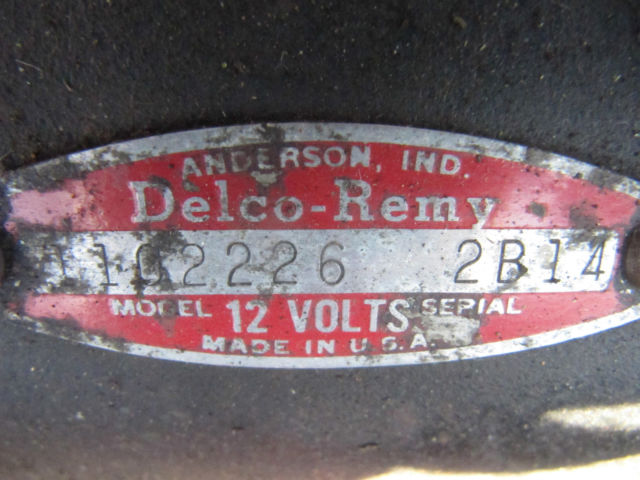 ANDERSON, IND.
Delco-Remy
1102226 2B14
MODEL 12 VOLTS SERIAL
MADE IN U.S.A.